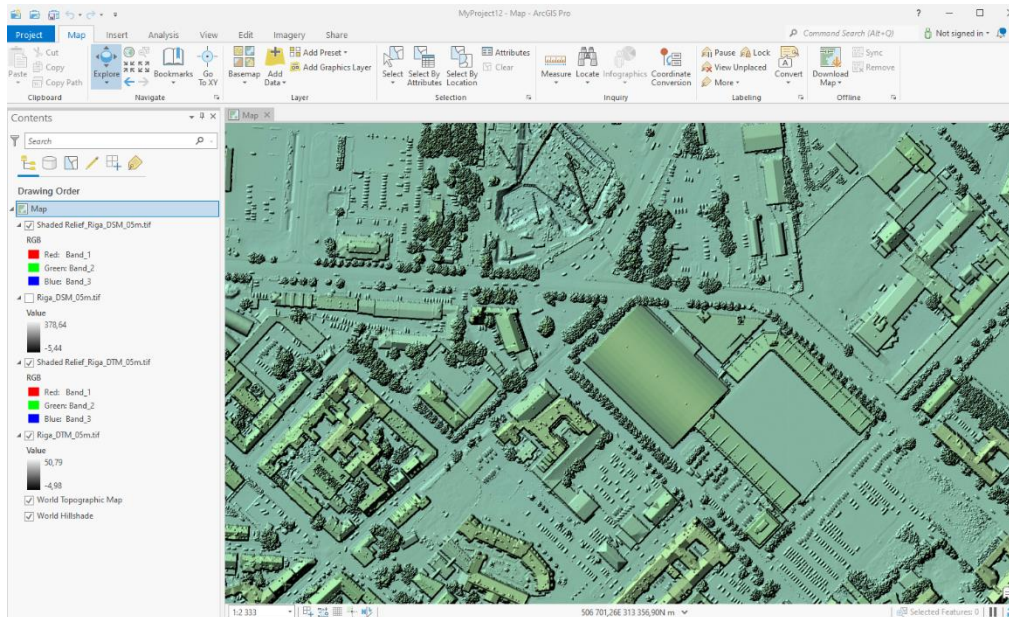 MyProject12 - Map - ArcGIS Pro
?
Project Map Insert Analysis View Edit Imagery Share
Command Search (Alt+Q)
Not signed in
Paste
Cut
Copy
Copy Path
Clipboard
Explore
Bookmarks
Go To XY
Navigate
Basemap
Add Data
Add Preset
Add Graphics Layer
Layer
Select
Select By Attributes
Select By Location
Attributes
Clear
Selection
Measure
Locate
Infographics
Coordinate Conversion
Inquiry
Pause
Lock
View Unplaced
More
Convert
Labeling
Download Map
Sync
Remove
Offline
Contents
Search
Map
Drawing Order
Map
Shaded Relief_Riga_DSM_05m.tif
RGB
Red: Band_1
Green: Band_2
Blue: Band_3
Riga_DSM_05m.tif
Value
378,64
-5,44
Shaded Relief_Riga_DTM_05m.tif
RGB
Red: Band_1
Green: Band_2
Blue: Band_3
Riga_DTM_05m.tif
Value
50,79
-4,98
World Topographic Map
World Hillshade
1:2 333
506 701,26E 313 356,90N m
Selected Features: 0